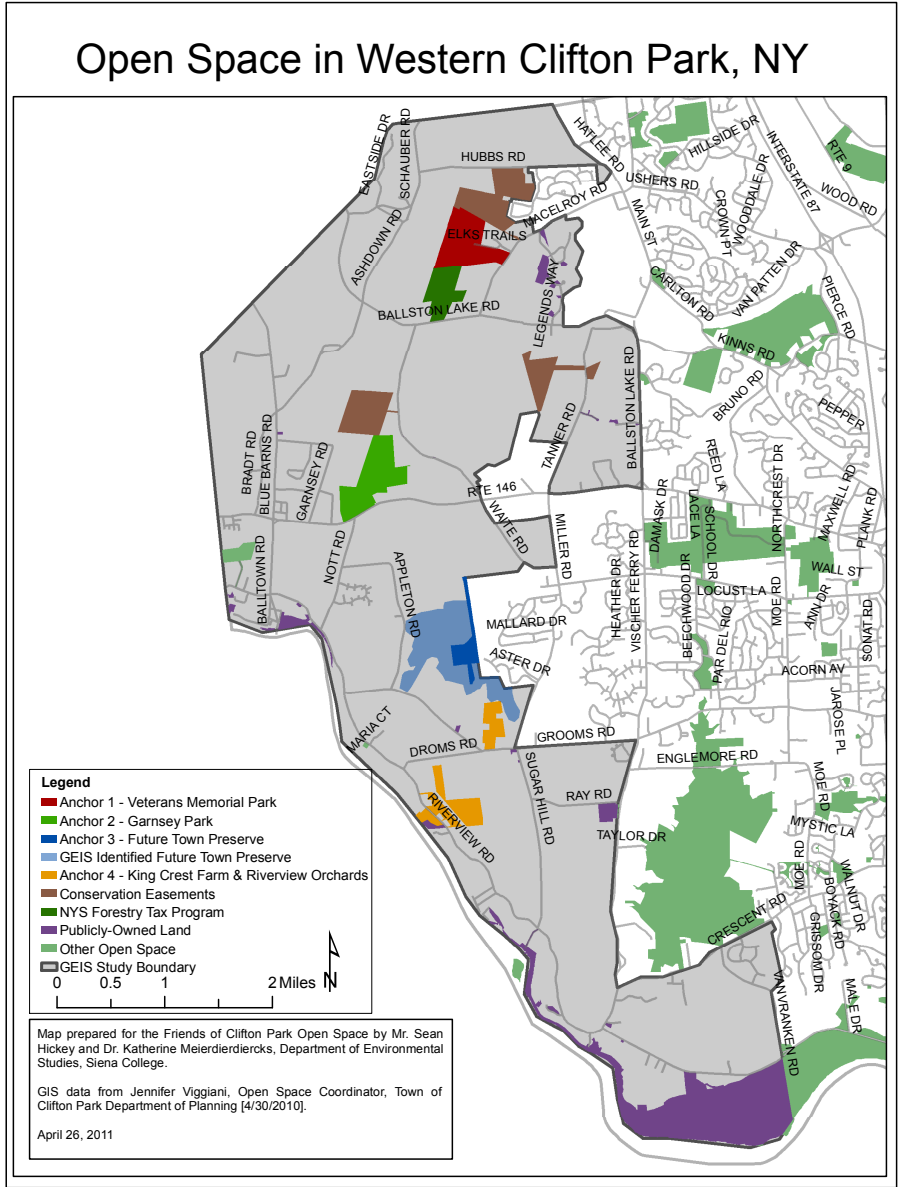 Open Space in Western Clifton Park, NY
EASTSIDE DR
SCHAUBER RD
HUBBS RD
HATLEE RD
HILLSIDE DR
INTERSTATE 87
RTE 9
WOOD RD
USHERS RD
MACELROY RD
MAIN ST
CROWN PT
WOODDALE DR
ELKS TRAILS
ASHDOWN RD
LEGENDS WAY
CARLTON RD
VAN PATTEN DR
PIERCE RD
BALLSTON LAKE RD
KINNS RD
BRUNO RD
PEPPER
BALLSTON LAKE RD
TANNER RD
BRADT RD
BLUE BARNS RD
GARNSEY RD
REED LA
NORTHCREST DR
MAXWELL RD
PLANK RD
RTE 146
WAITE RD
MILLER RD
DAMASK DR
LACE LA
SCHOOL DR
WALL ST
BALLTOWN RD
NOTT RD
APPLETON RD
HEATHER DR
VISCHER FERRY RD
BEECHWOOD DR
LOCUST LA
PAR DEL RIO
MOE RD
ANN DR
SONAT RD
MALLARD DR
ASTER DR
ACORN AV
JAROSE PL
MARIA CT
DROMS RD
GROOMS RD
ENGLEMORE RD
SUGAR HILL RD
RAY RD
TAYLOR DR
RIVERVIEW RD
MOE RD
MYSTIC LA
MOE RD
WALNUT DR
BOYACK RD
GRISSOM DR
CRESCENT RD
VANVRANKEN RD
MALE DR
Legend
Anchor 1 - Veterans Memorial Park
Anchor 2 - Garnsey Park
Anchor 3 - Future Town Preserve
GEIS Identified Future Town Preserve
Anchor 4 - King Crest Farm & Riverview Orchards
Conservation Easements
NYS Forestry Tax Program
Publicly-Owned Land
Other Open Space
GEIS Study Boundary
0 0.5 1 2 Miles
N
Map prepared for the Friends of Clifton Park Open Space by Mr. Sean
Hickey and Dr. Katherine Meierdierdiercks, Department of Environmental
Studies, Siena College.
GIS data from Jennifer Viggiani, Open Space Coordinator, Town of
Clifton Park Department of Planning [4/30/2010].
April 26, 2011